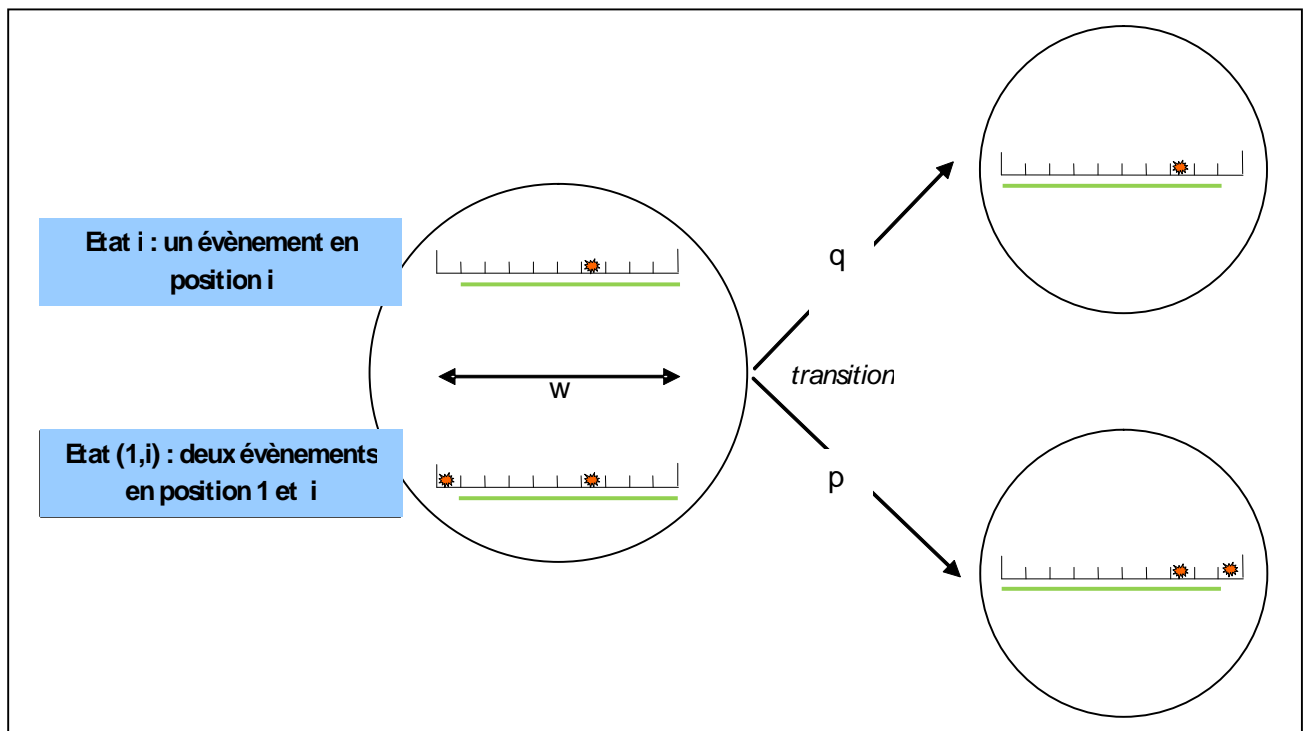 Etat i : un évènement en
position i
w
Etat (1,i) : deux évènements
en position 1 et i
q
transition
p